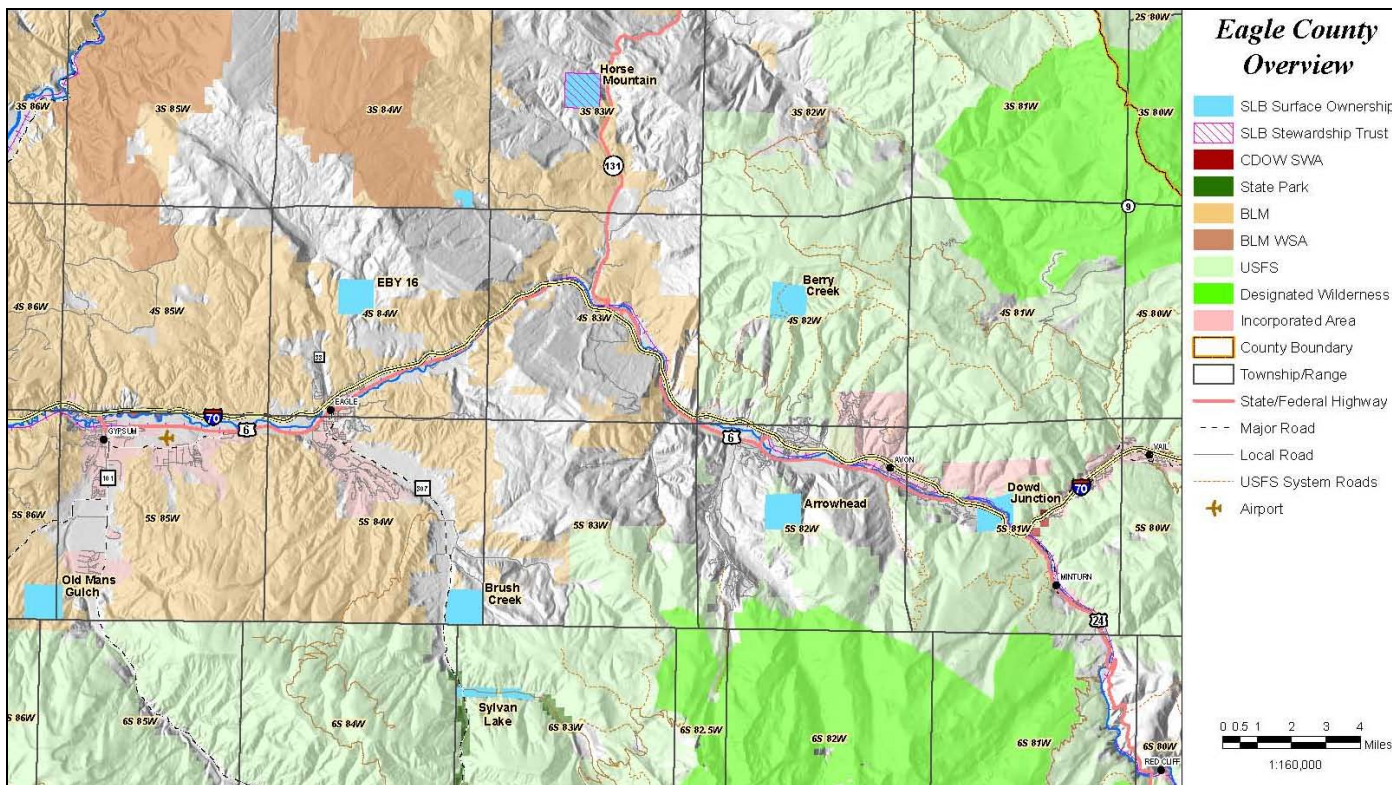 Eagle County
Overview
SLB Surface Ownership
SLB Stewardship Trust
CDOW SWA
State Park
BLM
BLM WSA
USFS
Designated Wilderness
Incorporated Area
County Boundary
Township/Range
State/Federal Highway
Major Road
Local Road
USFS System Roads
Airport
0 0.5 1 2 3 4
Miles
1:160,000
2S 80W
Horse
Mountain
3S 86W
3S 85W
3S 84W
3S 83W
3S 82W
3S 81W
3S 80W
131
9
EBY 16
Berry
Creek
4S 86W
4S 85W
4S 84W
4S 83W
4S 82W
4S 81W
4S 80W
EAGLE
70
6
GYPSUM
6
AVON
VAIL
70
101
307
Arrowhead
Dowd
Junction
5S 86W
5S 85W
5S 84W
5S 83W
5S 82W
5S 81W
5S 80W
Old Mans
Gulch
Brush
Creek
MINTURN
24
Sylvan
Lake
6S 86W
6S 85W
6S 84W
6S 83W
6S 82.5W
6S 82W
6S 81W
6S 80W
RED CLIFF